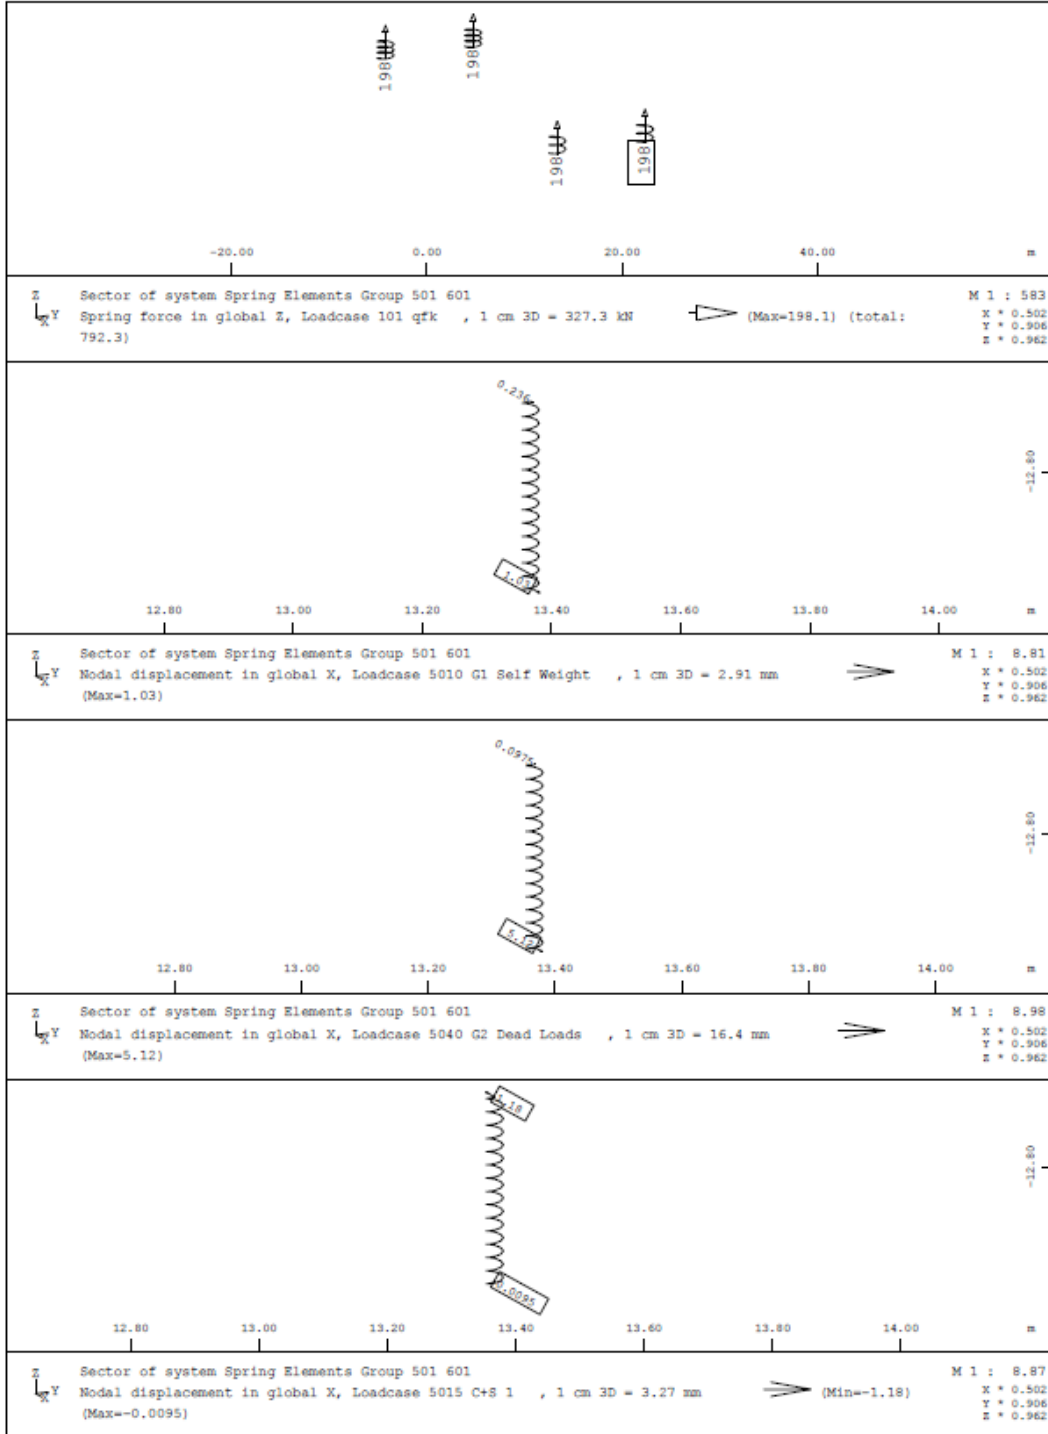 198
198
198
198
-20.00 0.00 20.00 40.00 m
Z Y X Sector of system Spring Elements Group 501 601 M 1 : 583
Spring force in global Z, Loadcase 101 qfk , 1 cm 3D = 327.3 kN (Max=198.1) (total: X * 0.502
Y * 0.906
792.3) Z * 0.962
0.236
-12.80
1.03
12.80 13.00 13.20 13.40 13.60 13.80 14.00 m
Z Y X Sector of system Spring Elements Group 501 601 M 1 : 8.81
Nodal displacement in global X, Loadcase 5010 G1 Self Weight , 1 cm 3D = 2.91 mm X * 0.502
Y * 0.906
(Max=1.03) Z * 0.962
0.0975
-12.80
5.12
12.80 13.00 13.20 13.40 13.60 13.80 14.00 m
Z Y X Sector of system Spring Elements Group 501 601 M 1 : 8.98
Nodal displacement in global X, Loadcase 5040 G2 Dead Loads , 1 cm 3D = 16.4 mm X * 0.502
Y * 0.906
(Max=5.12) Z * 0.962
-1.18
-12.80
-0.0095
12.80 13.00 13.20 13.40 13.60 13.80 14.00 m
Z Y X Sector of system Spring Elements Group 501 601 M 1 : 8.87
Nodal displacement in global X, Loadcase 5015 C+S 1 , 1 cm 3D = 3.27 mm (Min=-1.18) X * 0.502
Y * 0.906
(Max=-0.0095) Z * 0.962